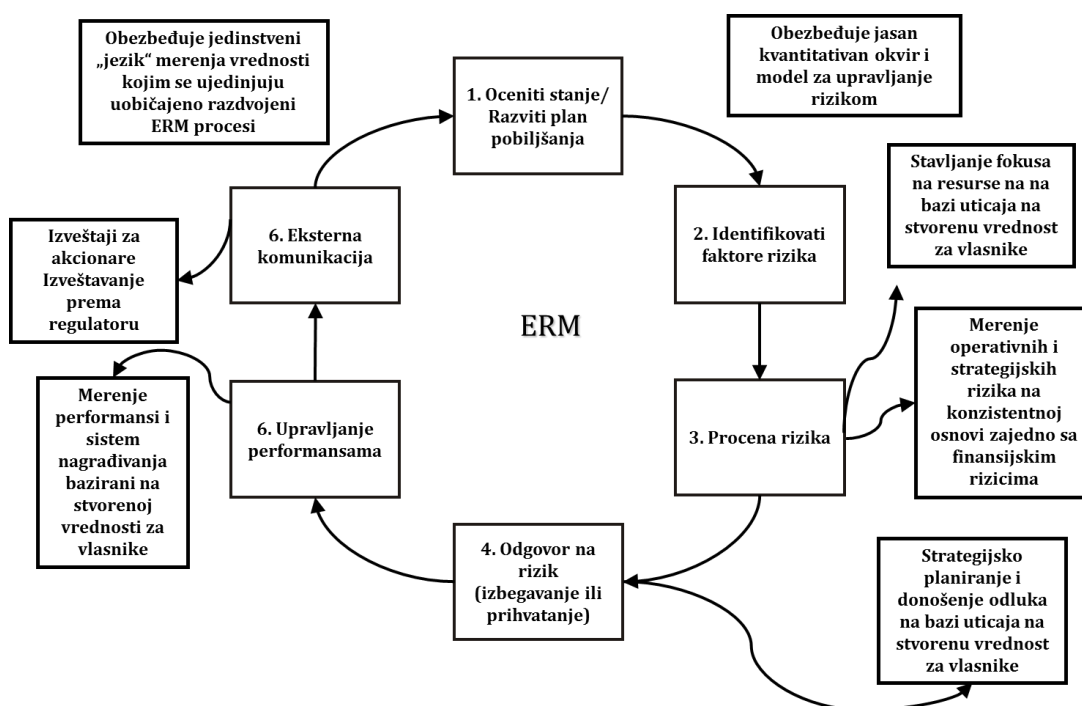 Obezbeđuje jedinstveni
„jezik“ merenja vrednosti
kojim se ujedinjuju
uobičajeno razdvojeni
ERM procesi
Obezbeđuje jasan
kvantitativan okvir i
model za upravljanje
rizikom
1. Oceniti stanje/
Razviti plan
pobiljšanja
Stavljanje fokusa
na resurse na na
bazi uticaja na
stvorenu vrednost
za vlasnike
6. Eksterna
komunikacija
2. Identifikovati
faktore rizika
Izveštaji za
akcionare
Izveštavanje
prema
regulatoru
ERM
Merenje
operativnih i
strategijskih
rizika na
konzistentnoj
osnovi zajedno sa
finansijskim
rizicima
Merenje
performansi i
sistem
nagrađivanja
bazirani na
stvorenoj
vrednosti za
vlasnike
6. Upravljanje
performansama
3. Procena rizika
4. Odgovor na
rizik
(izbegavanje ili
prihvatanje)
Strategijsko
planiranje i
donošenje odluka
na bazi uticaja na
stvorenu vrednost
za vlasnike